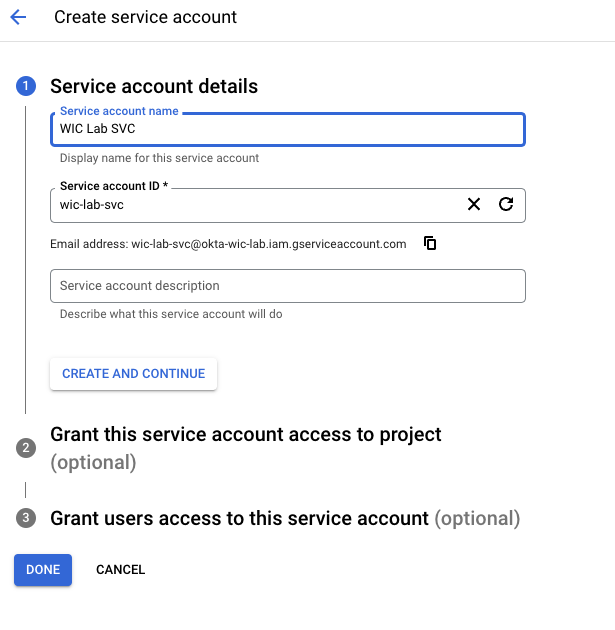 Create service account
1
Service account details
Service account name
WIC Lab SVC
Display name for this service account
Service account ID *
wic-lab-svc
Email address: wic-lab-svc@okta-wic-lab.iam.gserviceaccount.com
Service account description
Describe what this service account will do
CREATE AND CONTINUE
2
Grant this service account access to project
(optional)
3
Grant users access to this service account (optional)
DONE
CANCEL